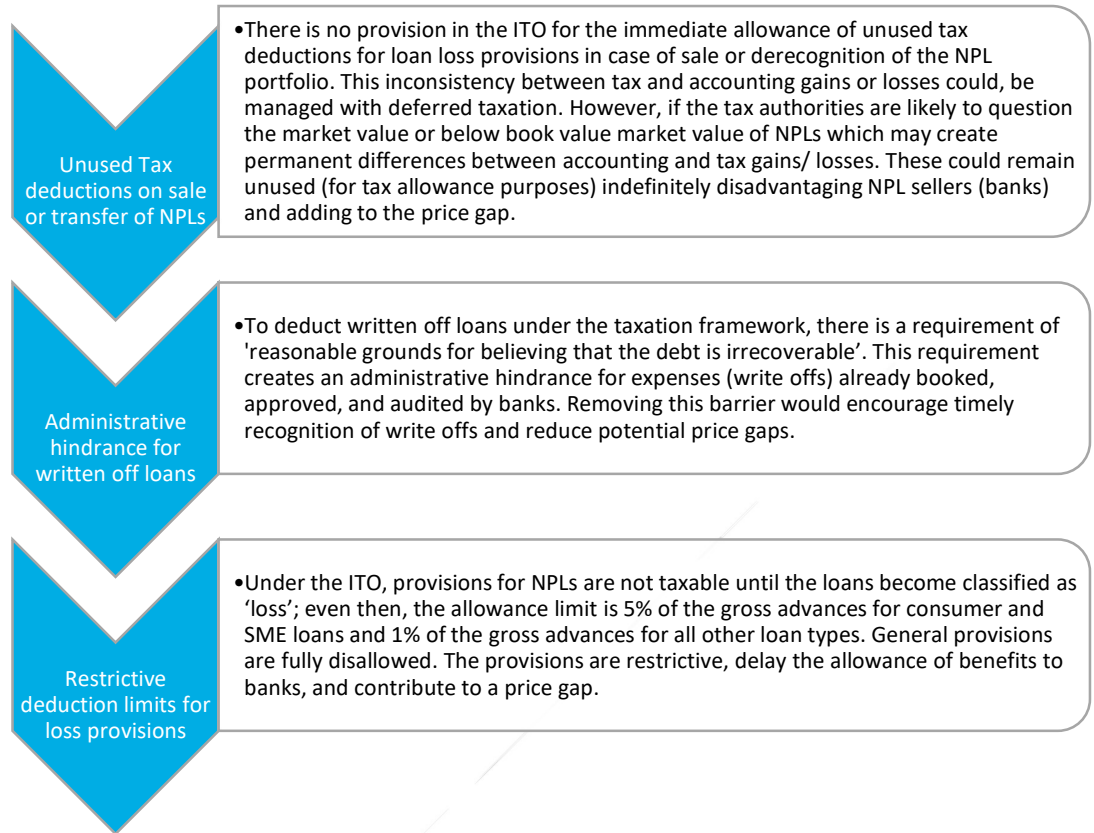 Unused Tax
deductions on sale
or transfer of NPLs
•There is no provision in the ITO for the immediate allowance of unused tax
deductions for loan loss provisions in case of sale or derecognition of the NPL
portfolio. This inconsistency between tax and accounting gains or losses could, be
managed with deferred taxation. However, if the tax authorities are likely to question
the market value or below book value market value of NPLs which may create
permanent differences between accounting and tax gains/ losses. These could remain
unused (for tax allowance purposes) indefinitely disadvantaging NPL sellers (banks)
and adding to the price gap.
Administrative
hindrance for
written off loans
•To deduct written off loans under the taxation framework, there is a requirement of
'reasonable grounds for believing that the debt is irrecoverable’. This requirement
creates an administrative hindrance for expenses (write offs) already booked,
approved, and audited by banks. Removing this barrier would encourage timely
recognition of write offs and reduce potential price gaps.
Restrictive
deduction limits for
loss provisions
•Under the ITO, provisions for NPLs are not taxable until the loans become classified as
‘loss’; even then, the allowance limit is 5% of the gross advances for consumer and
SME loans and 1% of the gross advances for all other loan types. General provisions
are fully disallowed. The provisions are restrictive, delay the allowance of benefits to
banks, and contribute to a price gap.